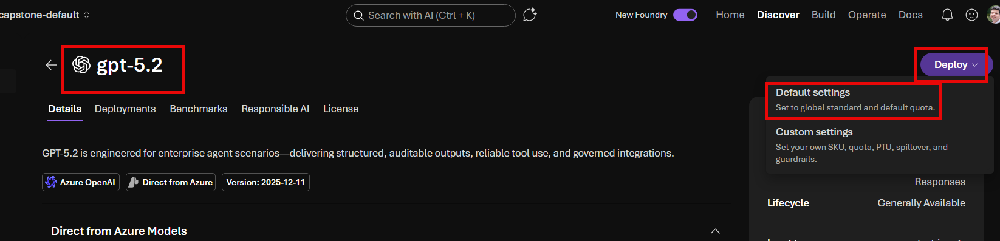 capstone-default
Search with AI (Ctrl + K)
New Foundry
Home
Discover
Build
Operate
Docs
gpt-5.2
Deploy
Default settings
Set to global standard and default quota.
Custom settings
Set your own SKU, quota, PTU, spillover, and
guardrails.
Details
Deployments
Benchmarks
Responsible AI
License
GPT-5.2 is engineered for enterprise agent scenarios—delivering structured, auditable outputs, reliable tool use, and governed integrations.
Azure OpenAI
Direct from Azure
Version: 2025-12-11
Responses
Lifecycle
Generally Available
Direct from Azure Models